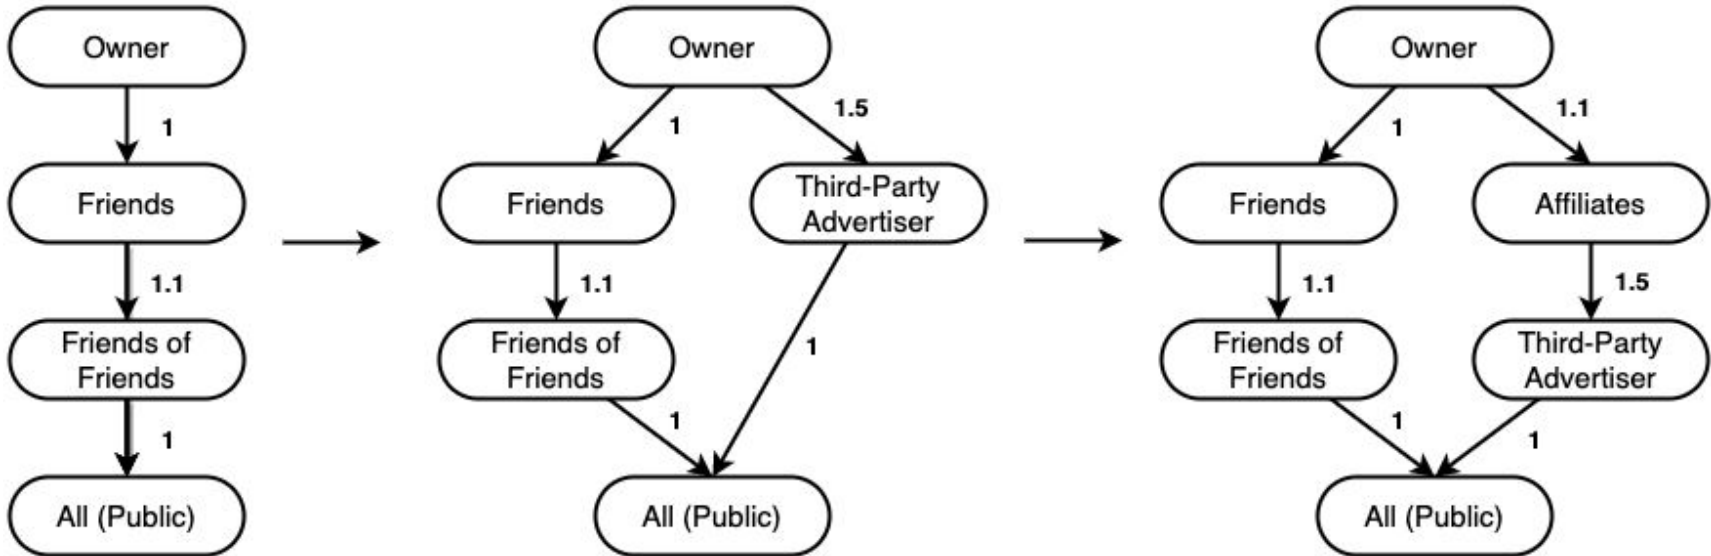 Owner
1
Friends
1.1
Friends of
Friends
1
All (Public)
Owner
1
1.5
Friends
Third-Party
Advertiser
1.1
Friends of
Friends
1
1
All (Public)
Owner
1
1.1
Friends
Affiliates
1.1
1.5
Friends of
Friends
Third-Party
Advertiser
1
1
All (Public)